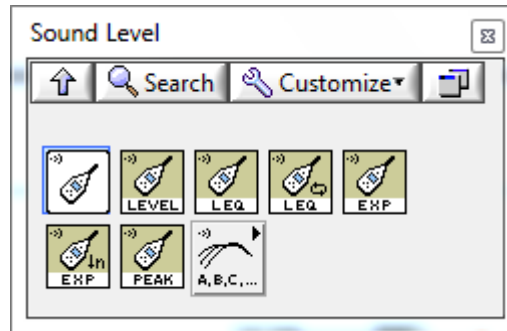 Sound Level
Search Customize
LEVEL LEQ LEQ EXP
EXP ↓n PEAK A,B,C,...